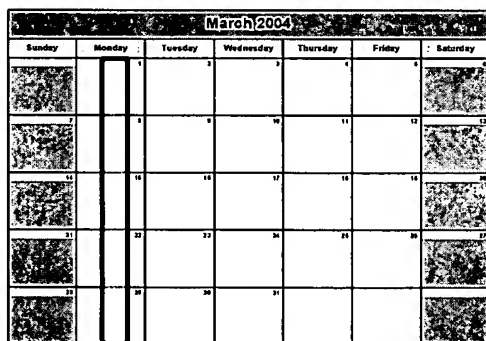 March 2004
Sunday Monday Tuesday Wednesday Thursday Friday Saturday
1 2 3 4 5 6
7 8 9 10 11 12 13
14 15 16 17 18 19 20
21 22 23 24 25 26 27
28 29 30 31